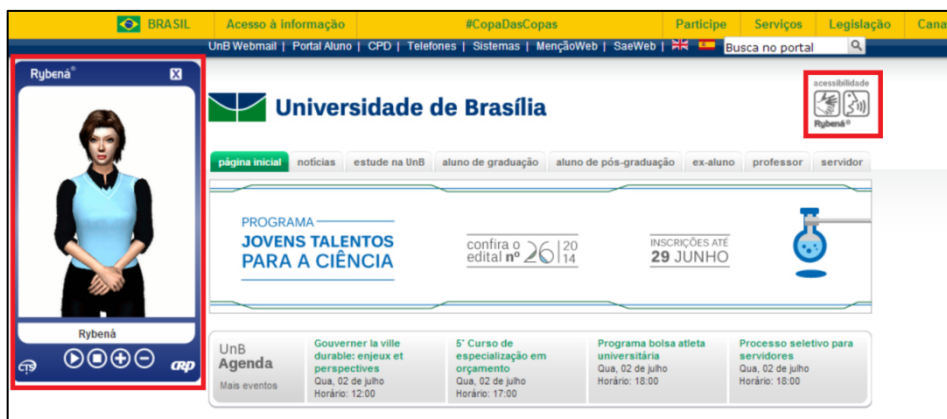 BRASIL Acesso à informação #CopaDasCopas Participe Serviços Legislação Cana
UnB Webmail | Portal Aluno | CPD | Telefones | Sistemas | MençãoWeb | SaeWeb | Busca no portal
Rybená®
X
acessibilidade
Rybená®
Universidade de Brasília
página inicial notícias estude na UnB aluno de graduação aluno de pós-graduação ex-aluno professor servidor
PROGRAMA
JOVENS TALENTOS
PARA A CIÊNCIA
confira o
edital nº 26|20
14
INSCRIÇÕES ATÉ
29 JUNHO
Rybená
CTS
ARP
UnB
Agenda
Mais eventos
Gouverner la ville
durable: enjeux et
perspectives
Qua, 02 de julho
Horário: 12:00
5° Curso de
especialização em
orçamento
Qua, 02 de julho
Horário: 17:00
Programa bolsa atleta
universitária
Qua, 02 de julho
Horário: 18:00
Processo seletivo para
servidores
Qua, 02 de julho
Horário: 18:00